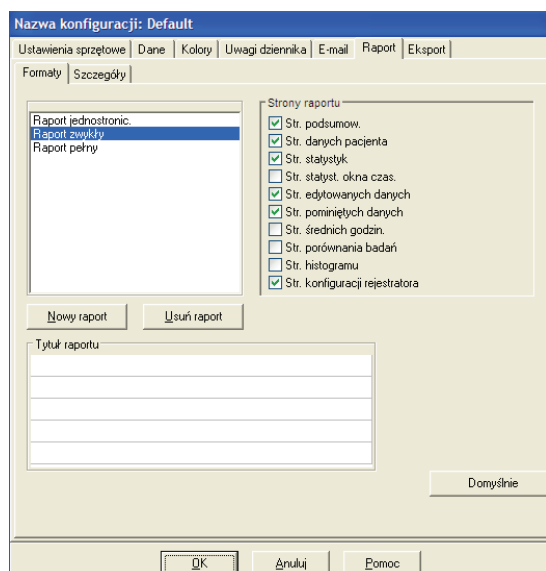 Nazwa konfiguracji: Default
Ustawienia sprzętowe Dane Kolory Uwagi dziennika E-mail Raport Eksport
Formaty Szczegóły
Raport jednostronic.
Raport zwykły
Raport pełny
Strony raportu
Str. podsumow.
Str. danych pacjenta
Str. statystyk
Str. statyst. okna czas.
Str. edytowanych danych
Str. pominiętych danych
Str. średnich godzin.
Str. porównania badań
Str. histogramu
Str. konfiguracji rejestratora
Nowy raport Usuń raport
Tytuł raportu
Domyślnie
OK Anuluj Pomoc